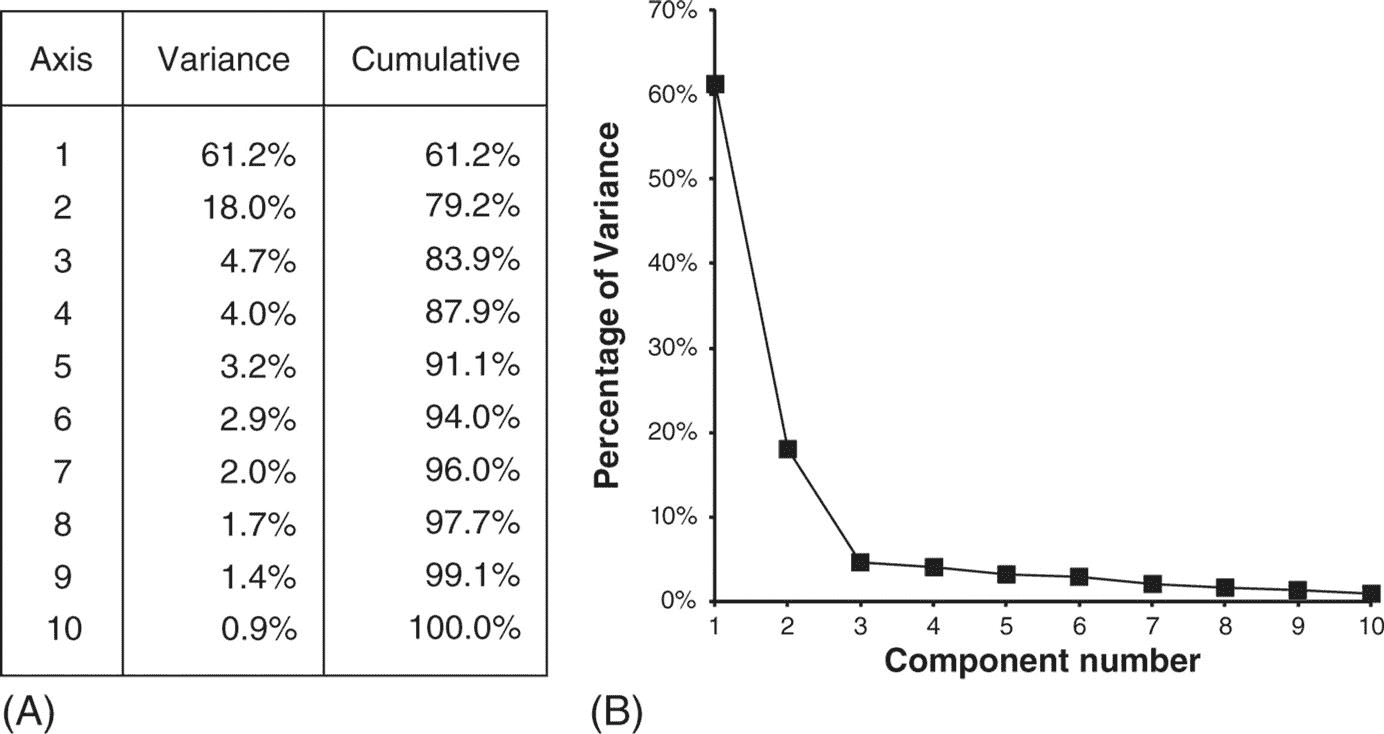 Axis Variance Cumulative
1 61.2% 61.2%
2 18.0% 79.2%
3 4.7% 83.9%
4 4.0% 87.9%
5 3.2% 91.1%
6 2.9% 94.0%
7 2.0% 96.0%
8 1.7% 97.7%
9 1.4% 99.1%
10 0.9% 100.0%
(A)
70%
60%
50%
40%
30%
20%
10%
0%
Percentage of Variance
1 2 3 4 5 6 7 8 9 10
Component number
(B)